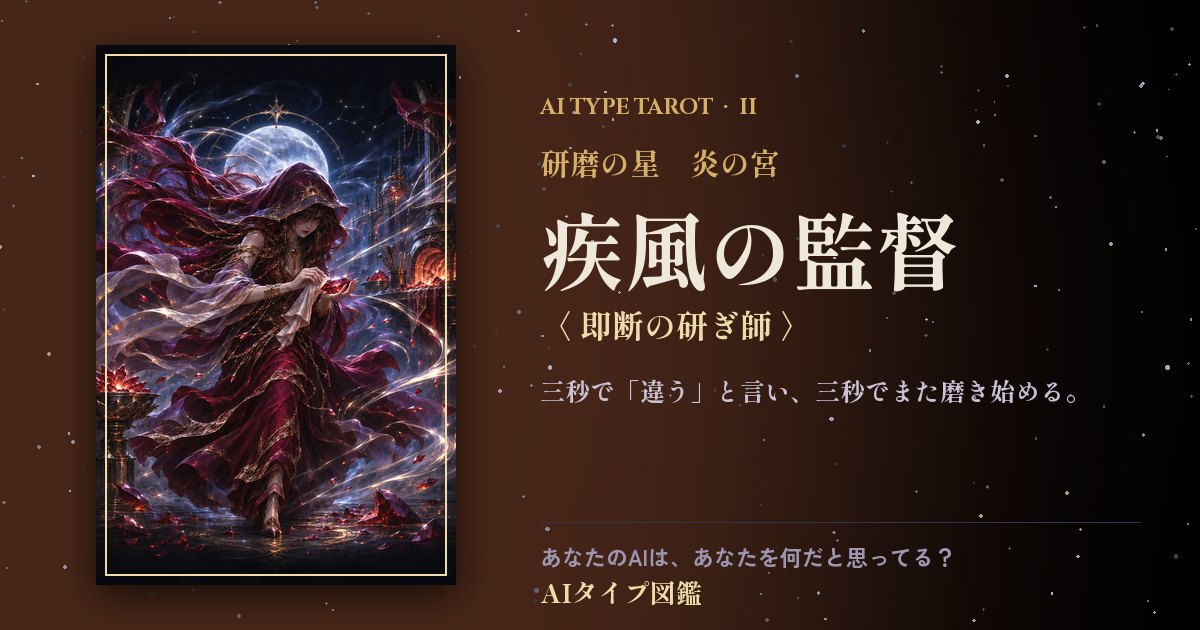 AI TYPE TAROT · II
研磨の星　炎の宮
疾風の監督
〈 即断の研ぎ師 〉
三秒で「違う」と言い、三秒でまた磨き始める。
あなたのAIは、あなたを何だと思ってる？
AIタイプ図鑑